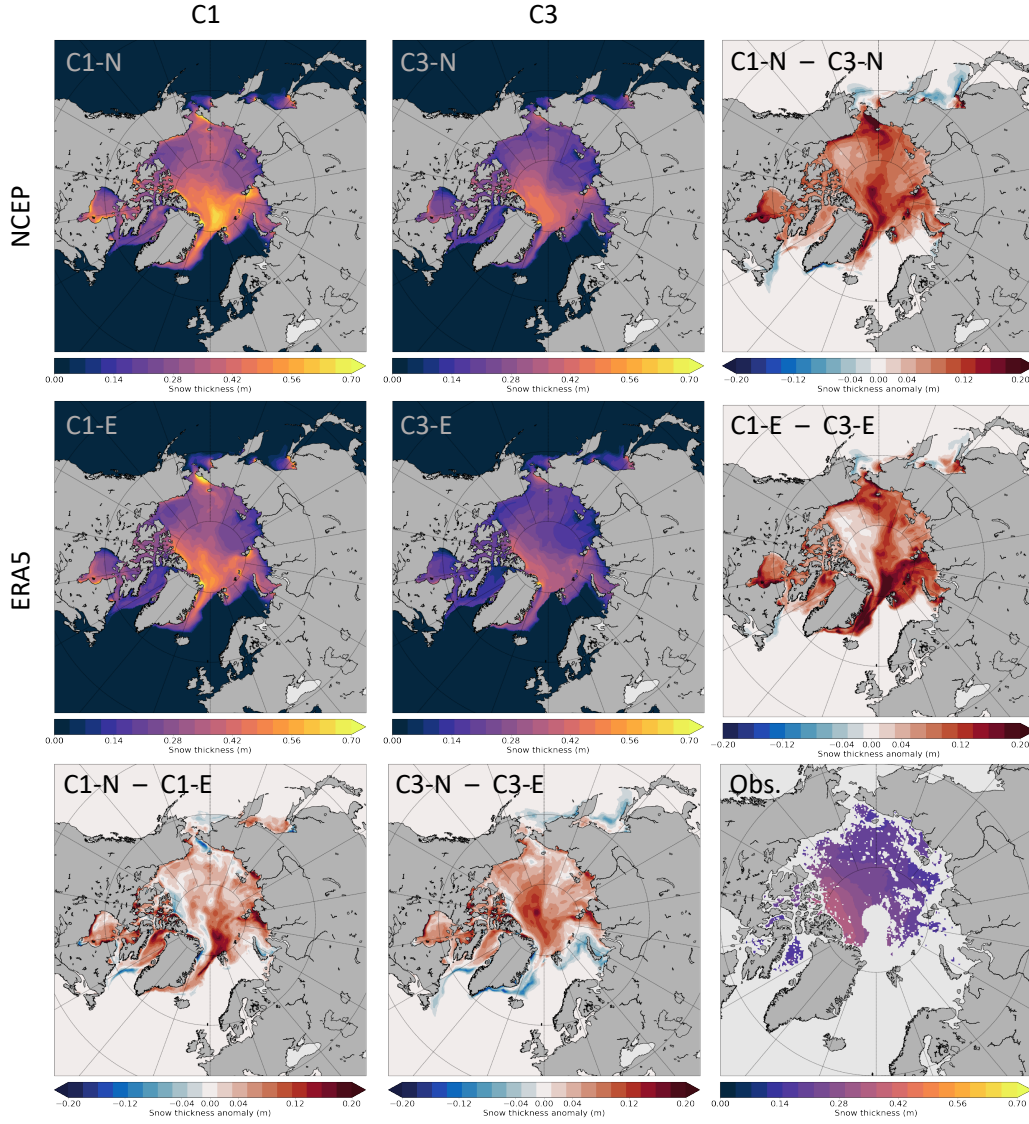 C1
C3
NCEP
C1-N
C3-N
C1-N – C3-N
0.00 0.14 0.28 0.42 0.56 0.70
Snow thickness (m)
0.00 0.14 0.28 0.42 0.56 0.70
Snow thickness (m)
−0.20 −0.12 −0.04 0.00 0.04 0.12 0.20
Snow thickness anomaly (m)
ERA5
C1-E
C3-E
C1-E – C3-E
0.00 0.14 0.28 0.42 0.56 0.70
Snow thickness (m)
0.00 0.14 0.28 0.42 0.56 0.70
Snow thickness (m)
−0.20 −0.12 −0.04 0.00 0.04 0.12 0.20
Snow thickness anomaly (m)
C1-N – C1-E
C3-N – C3-E
Obs.
−0.20 −0.12 −0.04 0.00 0.04 0.12 0.20
Snow thickness anomaly (m)
−0.20 −0.12 −0.04 0.00 0.04 0.12 0.20
Snow thickness anomaly (m)
0.00 0.14 0.28 0.42 0.56 0.70
Snow thickness (m)